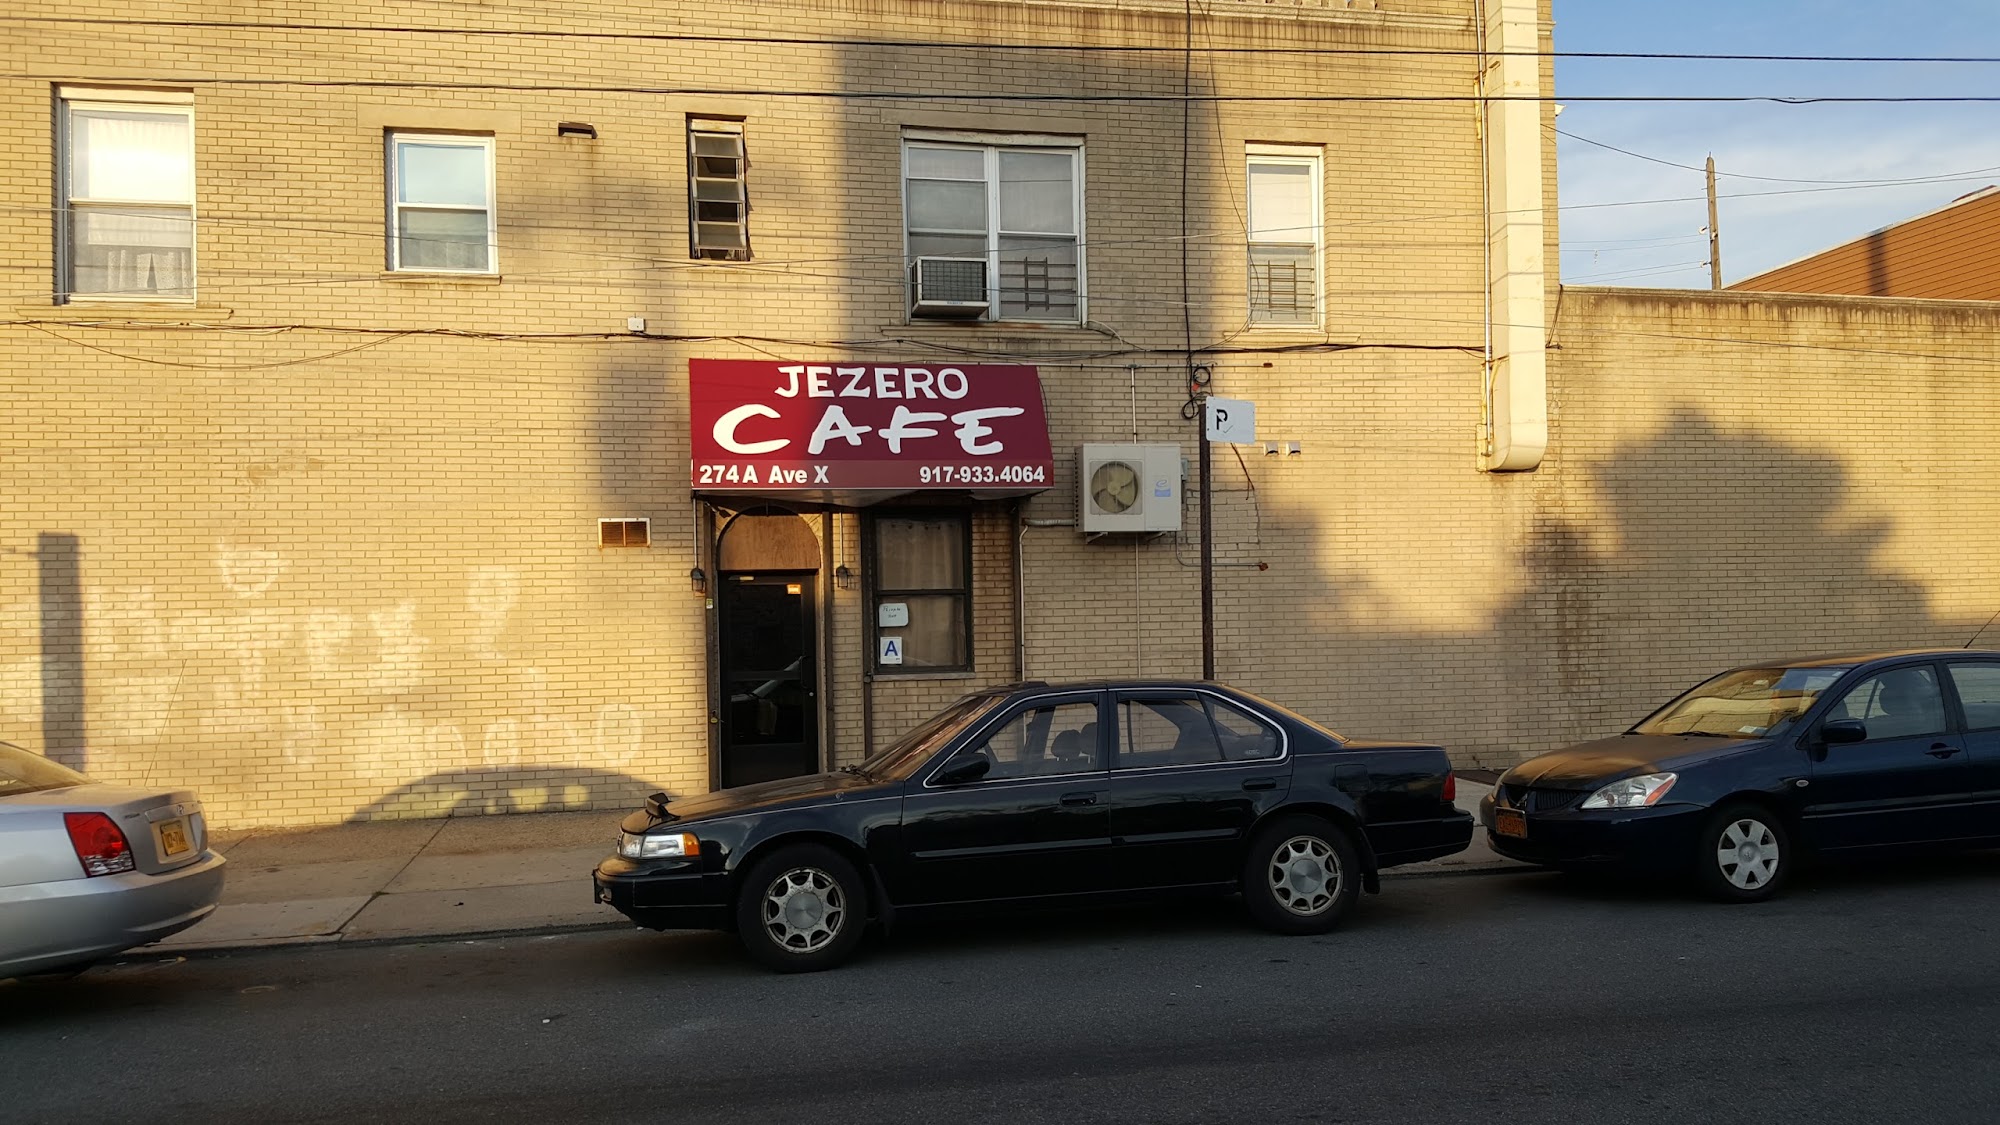 JEZERO
CAFE
274A Ave X
917-933.4064
P
A